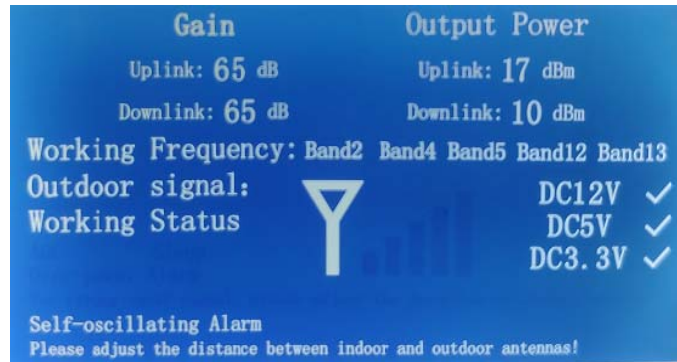 Gain Output Power
Uplink: 65 dB Uplink: 17 dBm
Downlink: 65 dB Downlink: 10 dBm
Working Frequency: Band2 Band4 Band5 Band12 Band13
Outdoor signal: DC12V ✓
Working Status DC5V ✓
DC3.3V ✓
Self-oscillating Alarm
Please adjust the distance between indoor and outdoor antennas!